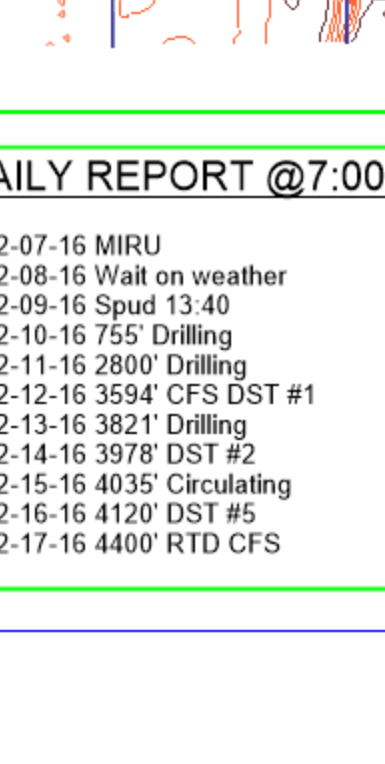 AILY REPORT @7:00
2-07-16 MIRU
2-08-16 Wait on weather
2-09-16 Spud 13:40
2-10-16 755' Drilling
2-11-16 2800' Drilling
2-12-16 3594' CFS DST #1
2-13-16 3821' Drilling
2-14-16 3978' DST #2
2-15-16 4035' Circulating
2-16-16 4120' DST #5
2-17-16 4400' RTD CFS